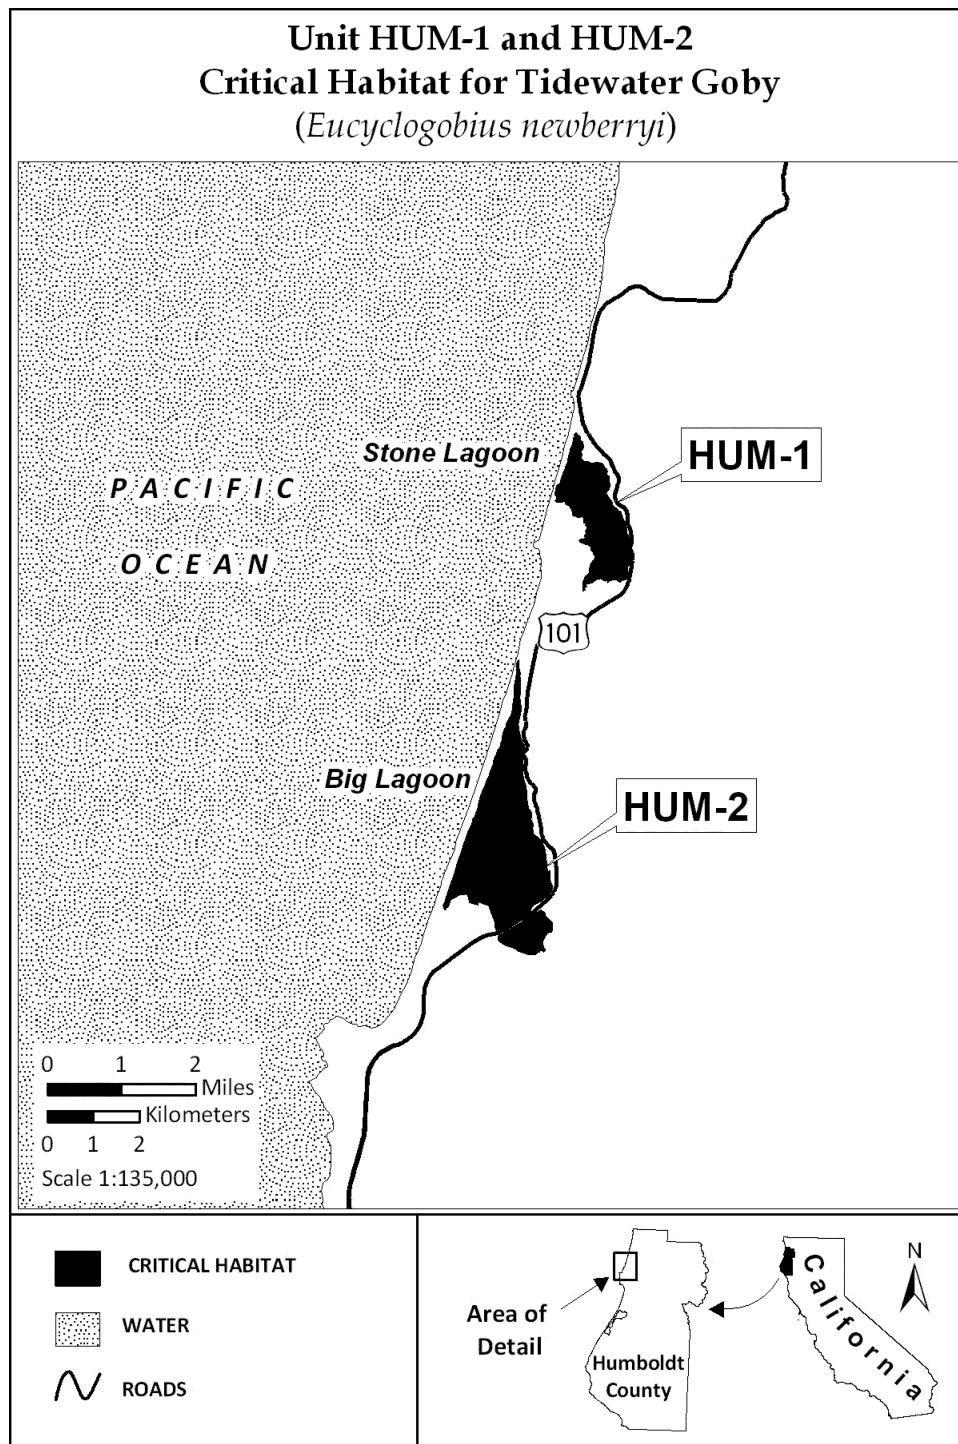 Unit HUM-1 and HUM-2
Critical Habitat for Tidewater Goby
(Eucyclogobius newberryi)
Stone Lagoon
HUM-1
PACIFIC
OCEAN
101
Big Lagoon
HUM-2
0 1 2
Miles
Kilometers
0 1 2
Scale 1:135,000
CRITICAL HABITAT
WATER
ROADS
Area of
Detail
Humboldt
County
California
N